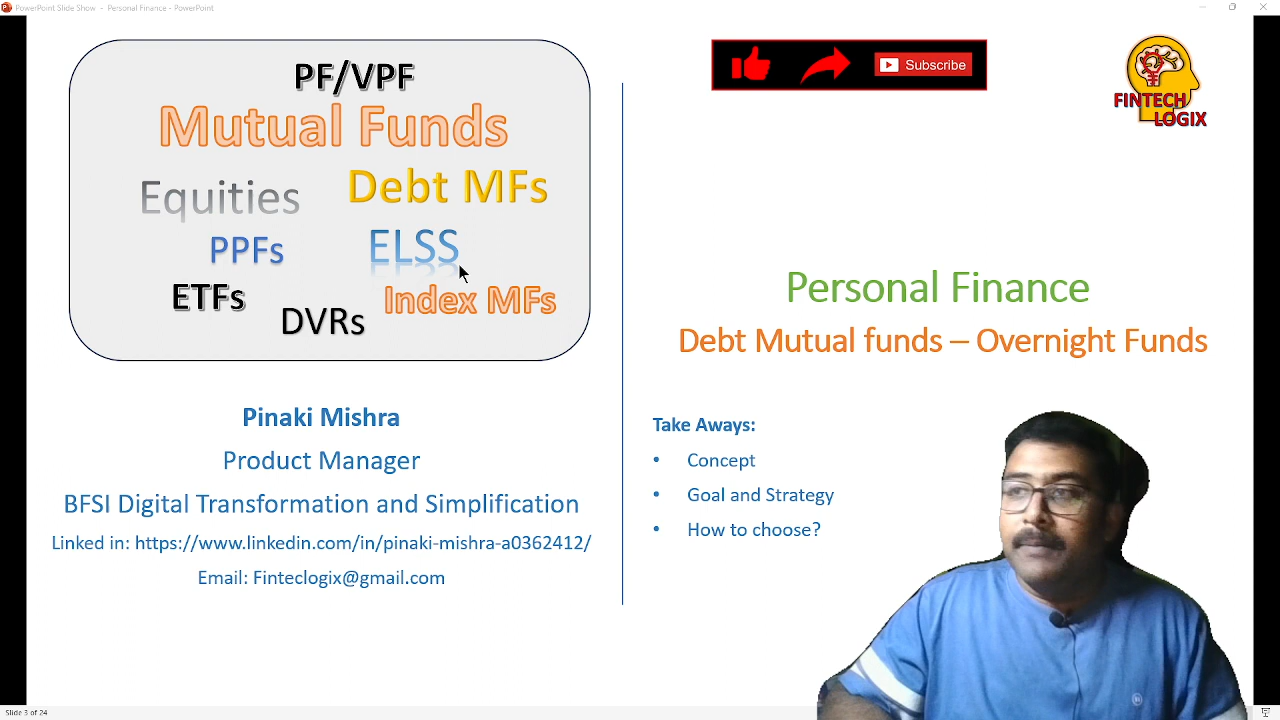 PowerPoint Slide Show - Personal Finance - PowerPoint
PF/VPF
Mutual Funds
Equities
Debt MFs
PPFs
ELSS
ETFs
Index MFs
DVRs
Pinaki Mishra
Product Manager
BFSI Digital Transformation and Simplification
Linked in: https://www.linkedin.com/in/pinaki-mishra-a0362412/
Email: Finteclogix@gmail.com
Subscribe
FINTECH
LOGIX
Personal Finance
Debt Mutual funds – Overnight Funds
Take Aways:
• Concept
• Goal and Strategy
• How to choose?
Slide 3 of 24